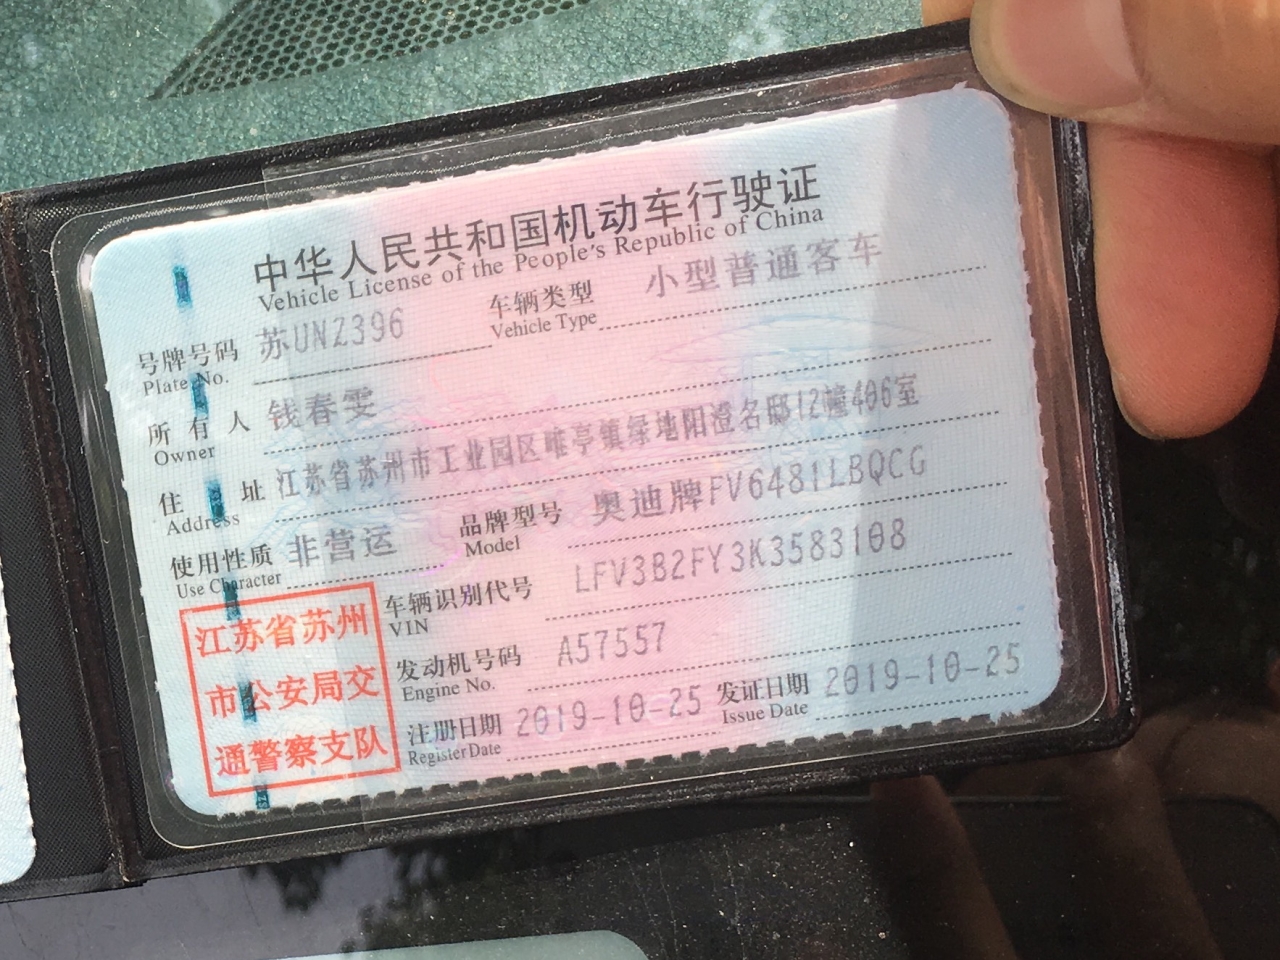 中华人民共和国机动车行驶证
Vehicle License of the People's Republic of China
号牌号码 苏UNZ396 车辆类型 小型普通客车
Plate No. Vehicle Type
所有人 钱春雯
Owner
住址 江苏省苏州市工业园区唯亭镇绿地阳澄名邸12幢406室
Address
使用性质 非营运 品牌型号 奥迪牌FV6481LBQCG
Use Character Model
江苏省苏州
市公安局交
通警察支队
车辆识别代号 LFV3B2FY3K3583108
VIN
发动机号码 A57557
Engine No.
注册日期 2019-10-25 发证日期 2019-10-25
Register Date Issue Date